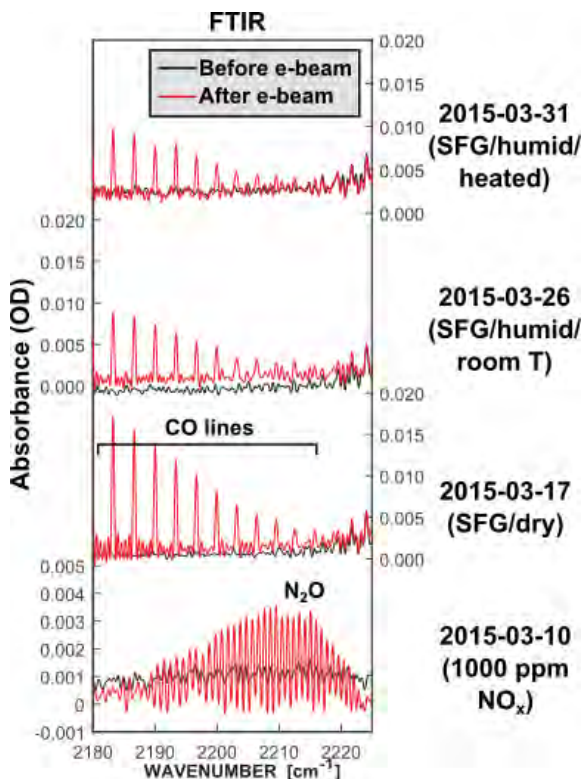 FTIR
Before e-beam
After e-beam
0.020
0.015
0.010
0.005
0.000
2015-03-31
(SFG/humid/
heated)
0.020
0.015
0.010
0.005
0.000
2015-03-26
(SFG/humid/
room T)
Absorbance (OD)
CO lines
0.020
0.015
0.010
0.005
0.000
2015-03-17
(SFG/dry)
0.005
0.004
0.003
0.002
0.001
0
-0.001
N₂O
2015-03-10
(1000 ppm
NOₓ)
2180 2190 2200 2210 2220
WAVENUMBER [cm⁻¹]